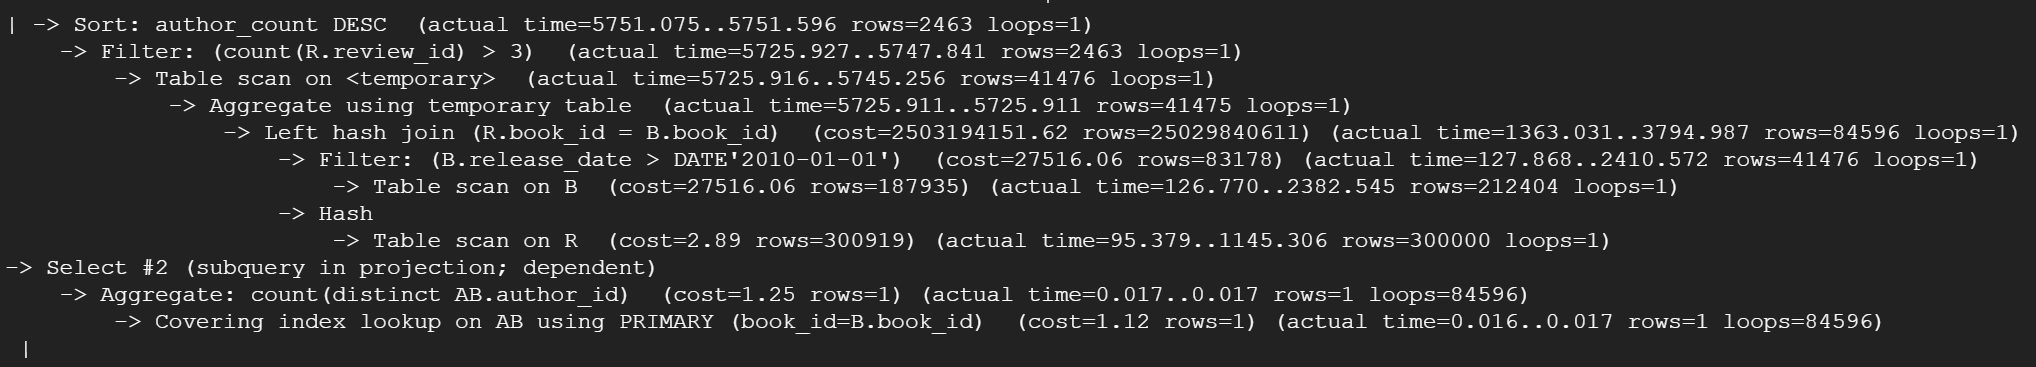 | -> Sort: author_count DESC  (actual time=5751.075..5751.596 rows=2463 loops=1)
    -> Filter: (count(R.review_id) > 3)  (actual time=5725.927..5747.841 rows=2463 loops=1)
        -> Table scan on <temporary>  (actual time=5725.916..5745.256 rows=41476 loops=1)
            -> Aggregate using temporary table  (actual time=5725.911..5725.911 rows=41475 loops=1)
                -> Left hash join (R.book_id = B.book_id)  (cost=2503194151.62 rows=25029840611) (actual time=1363.031..3794.987 rows=84596 loops=1)
                    -> Filter: (B.release_date > DATE'2010-01-01')  (cost=27516.06 rows=83178) (actual time=127.868..2410.572 rows=41476 loops=1)
                        -> Table scan on B  (cost=27516.06 rows=187935) (actual time=126.770..2382.545 rows=212404 loops=1)
                    -> Hash
                        -> Table scan on R  (cost=2.89 rows=300919) (actual time=95.379..1145.306 rows=300000 loops=1)
-> Select #2 (subquery in projection; dependent)
    -> Aggregate: count(distinct AB.author_id)  (cost=1.25 rows=1) (actual time=0.017..0.017 rows=1 loops=84596)
        -> Covering index lookup on AB using PRIMARY (book_id=B.book_id)  (cost=1.12 rows=1) (actual time=0.016..0.017 rows=1 loops=84596)
 |